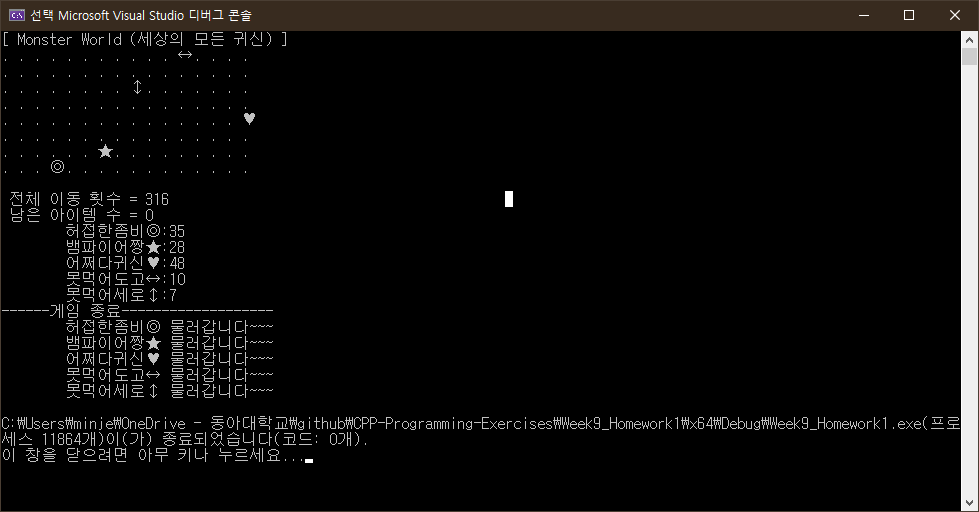 선택 Microsoft Visual Studio 디버그 콘솔
[ Monster World (세상의 모든 귀신) ]
. . . . . . . . . . . ↔. . . .
. . . . . . . . . . . . . . . .
. . . . . . . . ↕. . . . . . .
. . . . . . . . . . . . . . . .
. . . . . . . . . . . . . . . ♥
. . . . . . . . . . . . . . . .
. . . . . . ★. . . . . . . . .
. . . ◎. . . . . . . . . . . .
전체 이동 횟수 = 316
남은 아이템 수 = 0
허접한좀비◎:35
뱀파이어짱★:28
어쩌다귀신♥:48
못먹어도고↔:10
못먹어세로↕:7
------게임 종료-------------------
허접한좀비◎ 물러갑니다~~~
뱀파이어짱★ 물러갑니다~~~
어쩌다귀신♥ 물러갑니다~~~
못먹어도고↔ 물러갑니다~~~
못먹어세로↕ 물러갑니다~~~
C:₩Users₩minje₩OneDrive - 동아대학교₩github₩CPP-Programming-Exercises₩Week9_Homework1₩x64₩Debug₩Week9_Homework1.exe(프로
세스 11864개)이(가) 종료되었습니다(코드: 0개).
이 창을 닫으려면 아무 키나 누르세요...